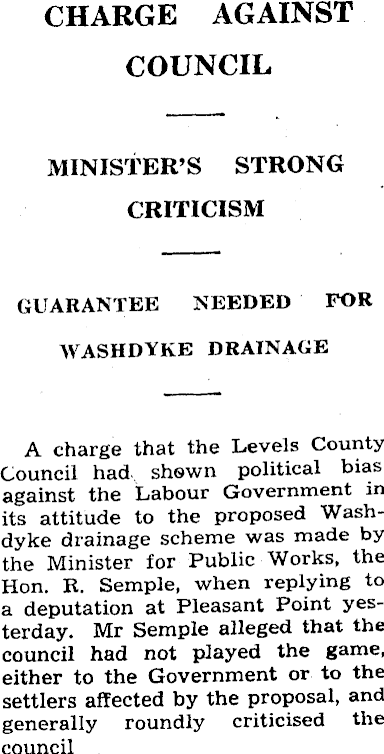 CHARGE AGAINST
COUNCIL
MINISTER'S STRONG
CRITICISM
GUARANTEE NEEDED FOR
WASHDYKE DRAINAGE
A charge that the Levels County
Council had shown political bias
against the Labour Government in
its attitude to the proposed Wash-
dyke drainage scheme was made by
the Minister for Public Works, the
Hon. R. Semple, when replying to
a deputation at Pleasant Point yes-
terday. Mr Semple alleged that the
council had not played the game,
either to the Government or to the
settlers affected by the proposal, and
generally roundly criticised the
council